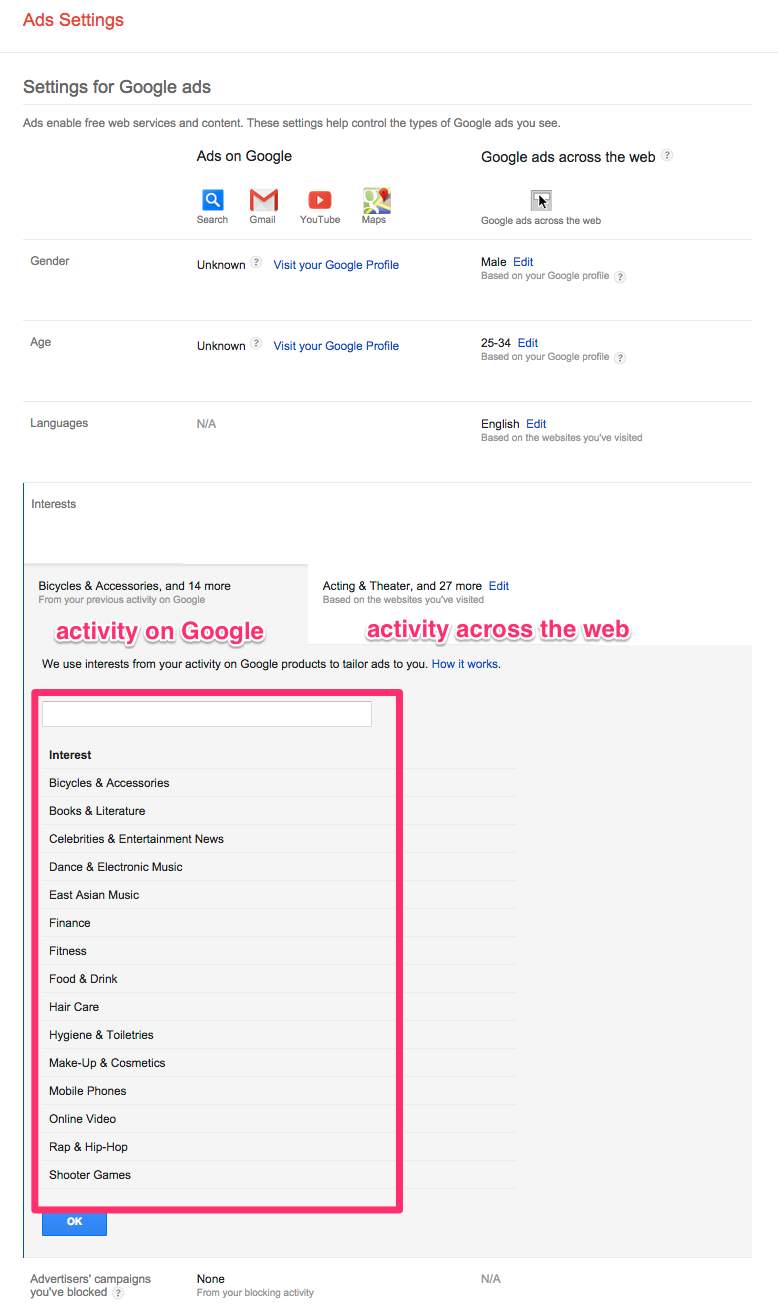 Ads Settings
Settings for Google ads
Ads enable free web services and content. These settings help control the types of Google ads you see.
Ads on Google
Google ads across the web ?
Search Gmail YouTube Maps
Google ads across the web
Gender
Unknown ? Visit your Google Profile
Male Edit
Based on your Google profile ?
Age
Unknown ? Visit your Google Profile
25-34 Edit
Based on your Google profile ?
Languages
N/A
English Edit
Based on the websites you've visited
Interests
Bicycles & Accessories, and 14 more
From your previous activity on Google
activity on Google
Acting & Theater, and 27 more Edit
Based on the websites you've visited
activity across the web
We use interests from your activity on Google products to tailor ads to you. How it works.
Interest
Bicycles & Accessories
Books & Literature
Celebrities & Entertainment News
Dance & Electronic Music
East Asian Music
Finance
Fitness
Food & Drink
Hair Care
Hygiene & Toiletries
Make-Up & Cosmetics
Mobile Phones
Online Video
Rap & Hip-Hop
Shooter Games
OK
Advertisers' campaigns
you've blocked ?
None
From your blocking activity
N/A